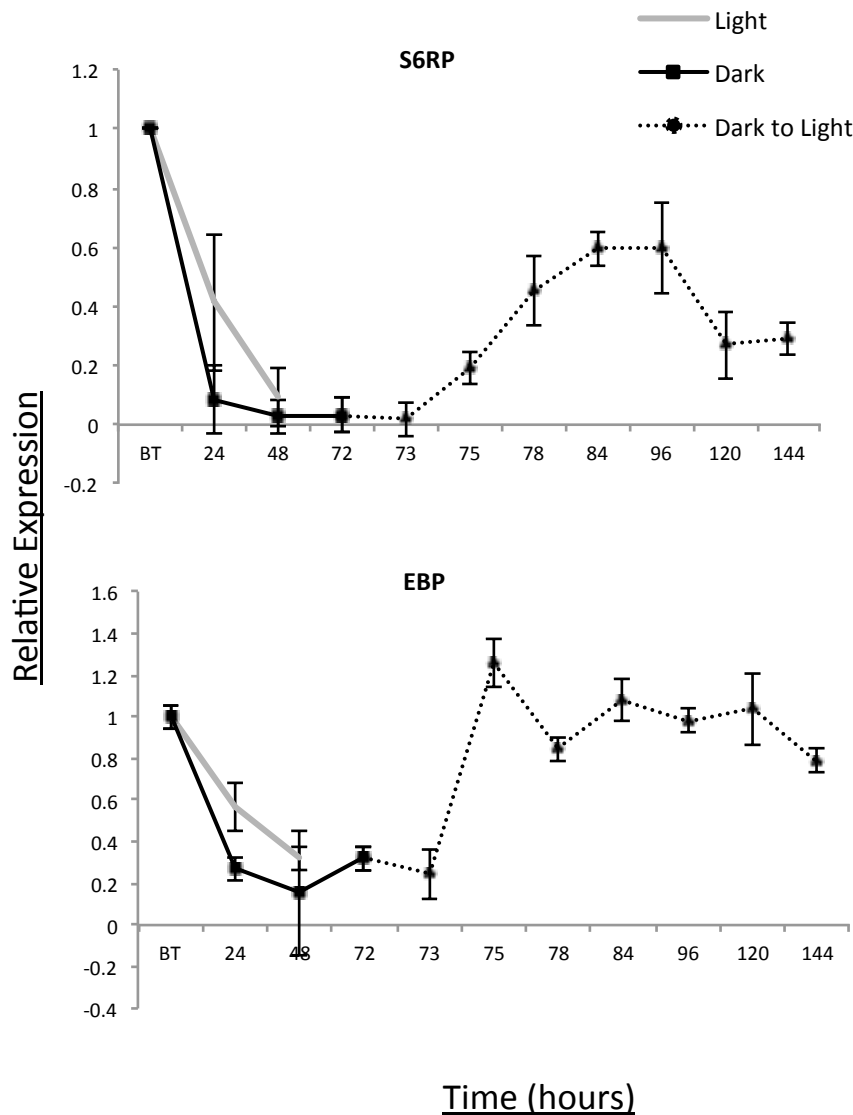 Light
S6RP
Dark
Dark to Light
1.2
1
0.8
0.6
0.4
0.2
0
-0.2
BT 24 48 72 73 75 78 84 96 120 144
Relative Expression
EBP
1.6
1.4
1.2
1
0.8
0.6
0.4
0.2
0
-0.2
-0.4
BT 24 48 72 73 75 78 84 96 120 144
Time (hours)